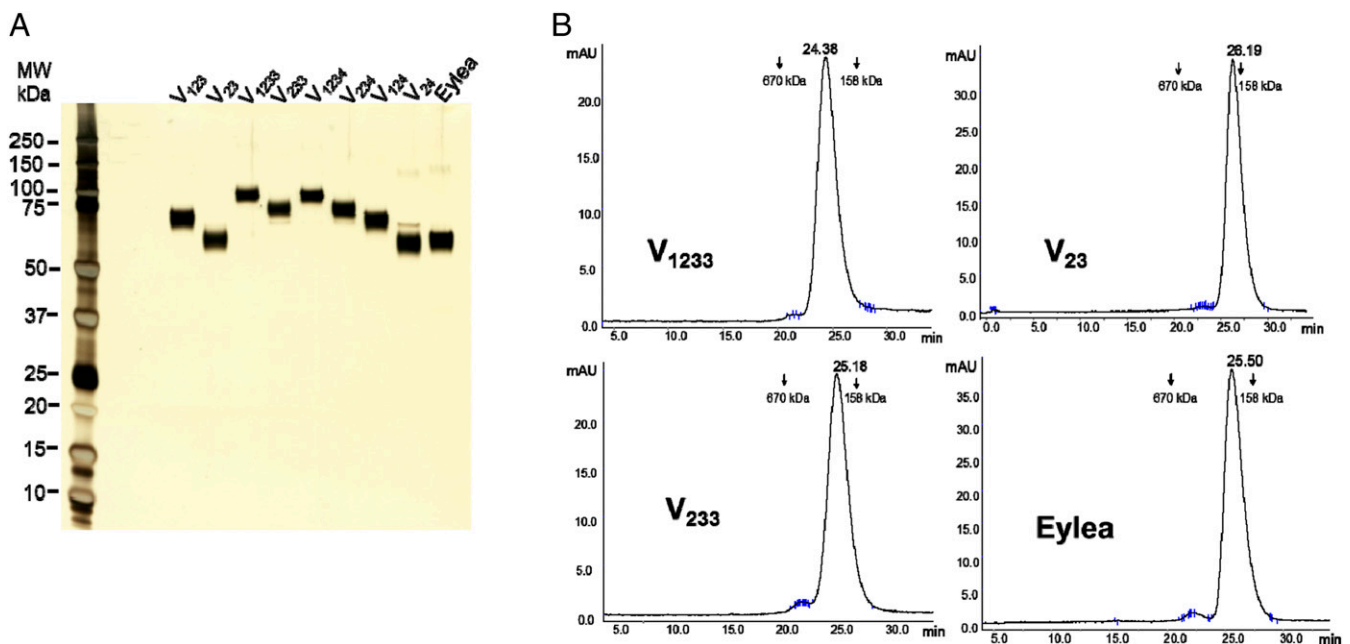 A
MW
kDa
V123 V23 V1233 V233 V1234 V234 V124 V24 Eylea
250
150
100
75
50
37
25
20
15
10
B
mAU
24.38
670 kDa 158 kDa
20.0
15.0
10.0
5.0
0.0
V1233
5.0 10.0 15.0 20.0 25.0 30.0 min
mAU
26.19
670 kDa 158 kDa
30.0
25.0
20.0
15.0
10.0
5.0
0.0
V23
0.0 5.0 10.0 15.0 20.0 25.0 30.0 min
mAU
25.18
670 kDa 158 kDa
20.0
15.0
10.0
5.0
0.0
V233
5.0 10.0 15.0 20.0 25.0 30.0 min
mAU
25.50
670 kDa 158 kDa
35.0
30.0
25.0
20.0
15.0
10.0
5.0
0.0
Eylea
5.0 10.0 15.0 20.0 25.0 30.0 min